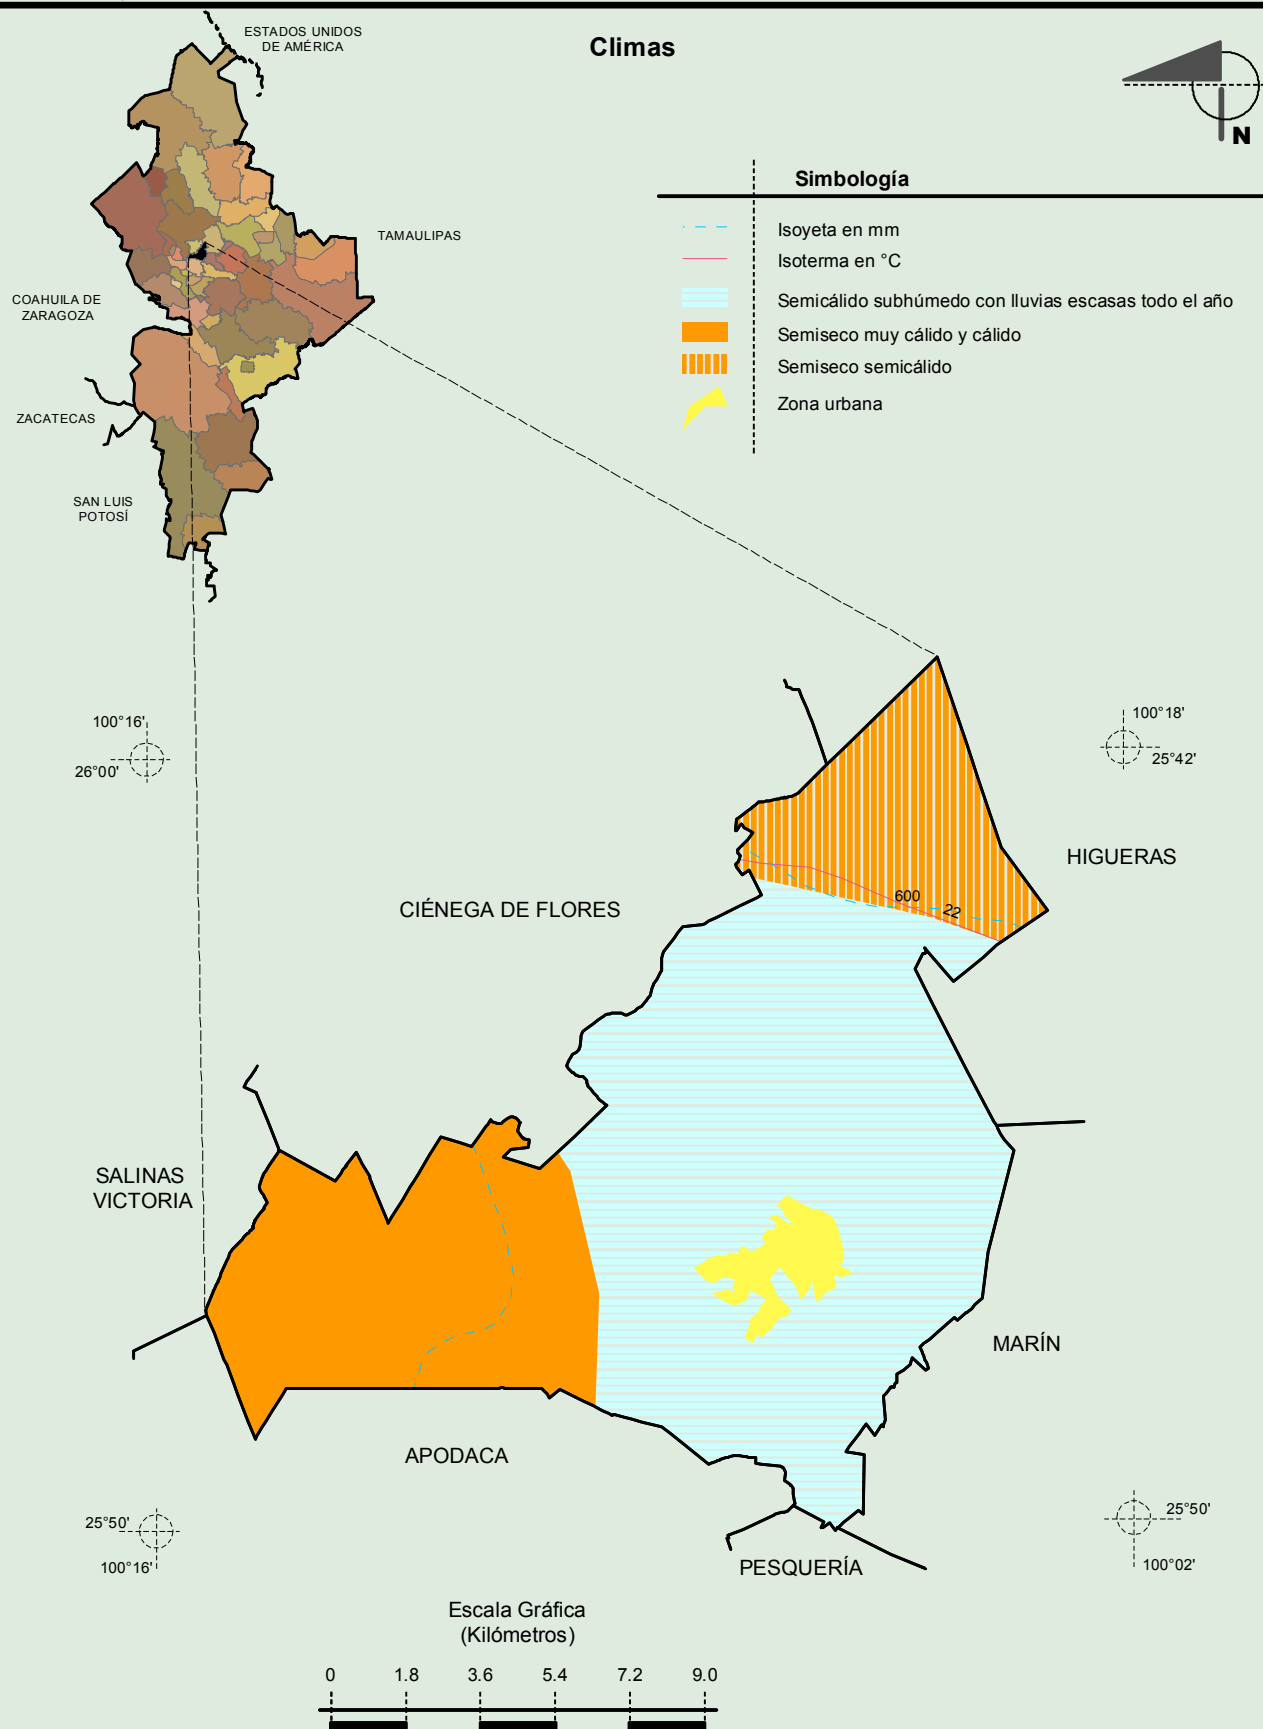 Climas
ESTADOS UNIDOS
DE AMÉRICA
N
TAMAULIPAS
COAHUILA DE
ZARAGOZA
ZACATECAS
SAN LUIS
POTOSÍ
Simbología
Isoyeta en mm
Isoterma en °C
Semicálido subhúmedo con lluvias escasas todo el año
Semiseco muy cálido y cálido
Semiseco semicálido
Zona urbana
100°16'
26°00'
100°18'
25°42'
HIGUERAS
600
22
CIÉNEGA DE FLORES
SALINAS
VICTORIA
MARÍN
APODACA
PESQUERÍA
25°50'
100°16'
25°50'
100°02'
Escala Gráfica
(Kilómetros)
0 1.8 3.6 5.4 7.2 9.0